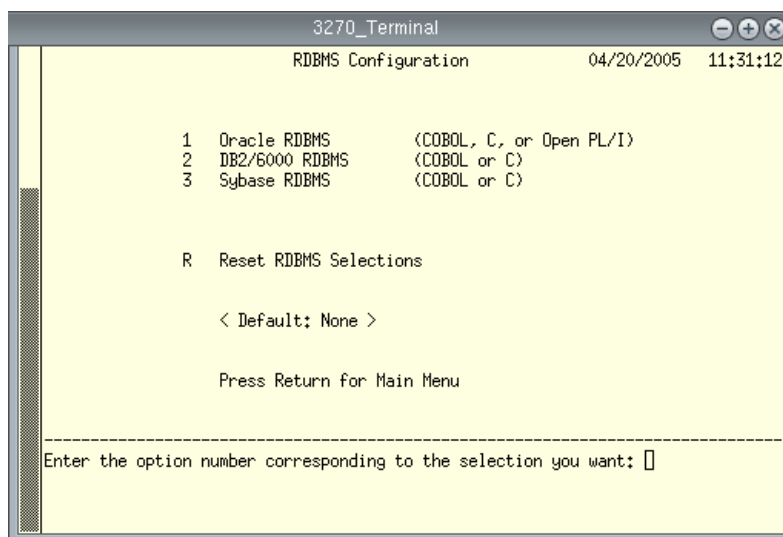 3270_Terminal
RDBMS Configuration 04/20/2005 11:31:12
1 Oracle RDBMS (COBOL, C, or Open PL/I)
2 DB2/6000 RDBMS (COBOL or C)
3 Sybase RDBMS (COBOL or C)
R Reset RDBMS Selections
< Default: None >
Press Return for Main Menu
--------------------------------------------------------------------------------
Enter the option number corresponding to the selection you want: